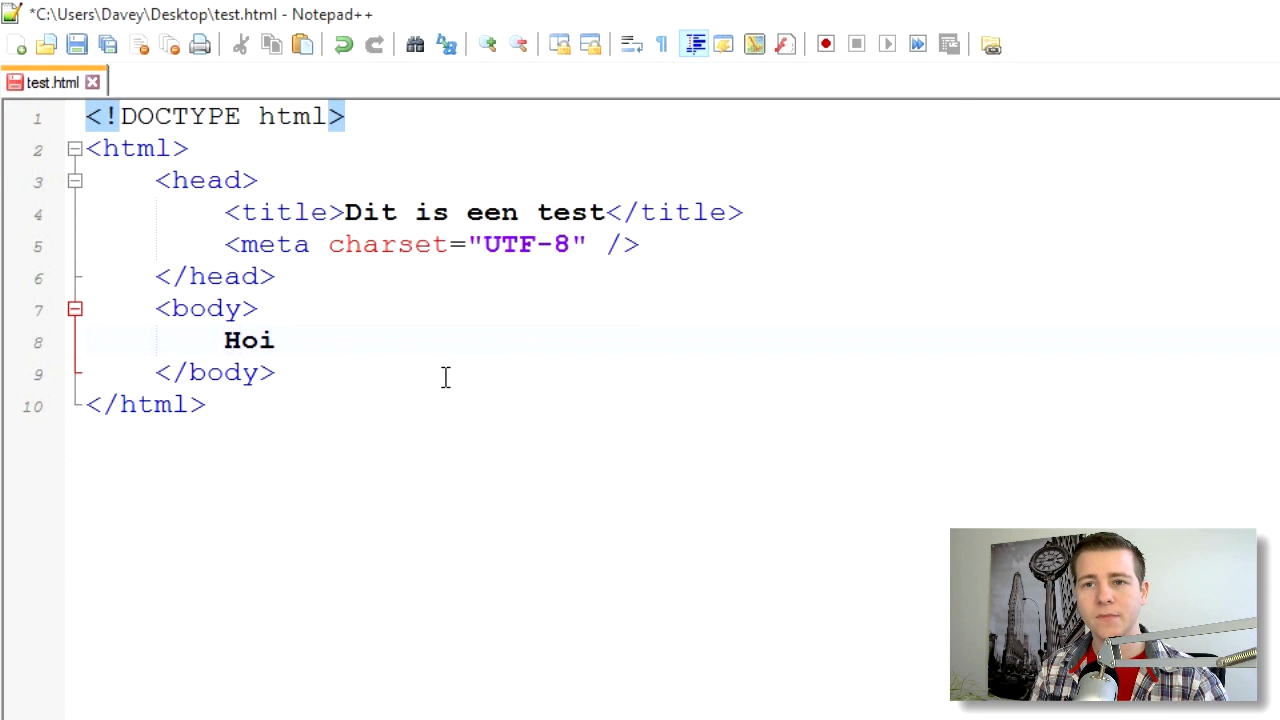 *C:\Users\Davey\Desktop\test.html - Notepad++
test.html
1 <!DOCTYPE html>
2 <html>
3 <head>
4 <title>Dit is een test</title>
5 <meta charset="UTF-8" />
6 </head>
7 <body>
8 Hoi
9 </body>
10 </html>